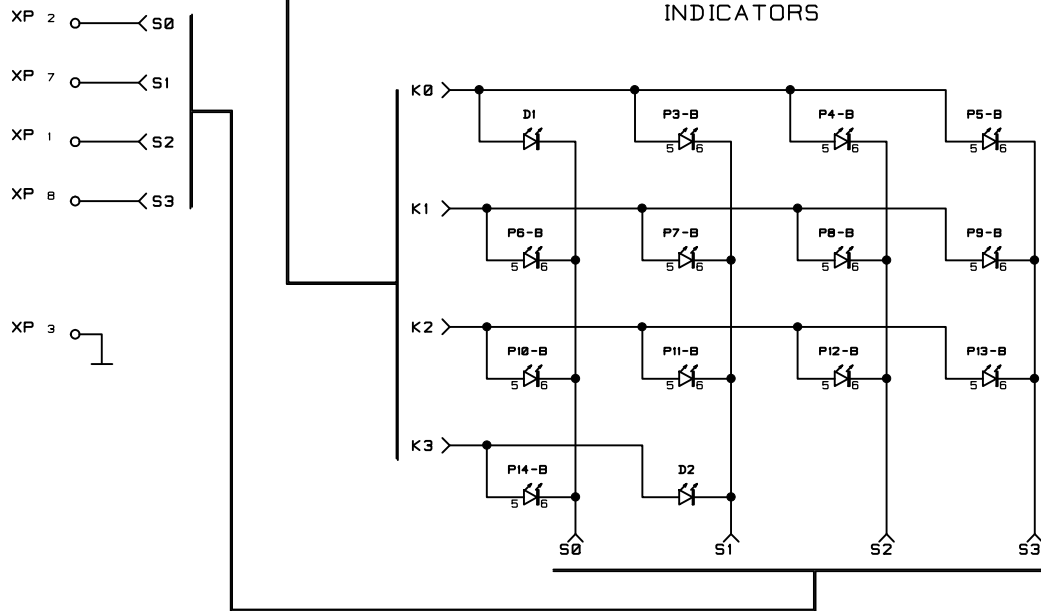 INDICATORS
XP 2 S0
XP 7 S1
XP 1 S2
XP 8 S3
XP 3
K0
D1 P3-B P4-B P5-B
5 6 5 6 5 6
K1
P6-B P7-B P8-B P9-B
5 6 5 6 5 6 5 6
K2
P10-B P11-B P12-B P13-B
5 6 5 6 5 6 5 6
K3
P14-B D2
5 6
S0 S1 S2 S3